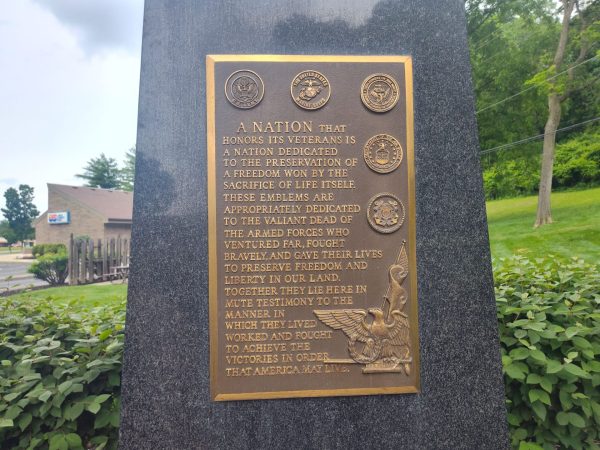 A NATION THAT
HONORS ITS VETERANS IS
A NATION DEDICATED
TO THE PRESERVATION OF
A FREEDOM WON BY THE
SACRIFICE OF LIFE ITSELF.
THESE EMBLEMS ARE
APPROPRIATELY DEDICATED
TO THE VALIANT DEAD OF
THE ARMED FORCES WHO
VENTURED FAR, FOUGHT
BRAVELY, AND GAVE THEIR LIVES
TO PRESERVE FREEDOM AND
LIBERTY IN OUR LAND.
TOGETHER THEY LIE HERE IN
MUTE TESTIMONY TO THE
MANNER IN
WHICH THEY LIVED
WORKED AND FOUGHT
TO ACHIEVE THE
VICTORIES IN ORDER
THAT AMERICA MAY LIVE.